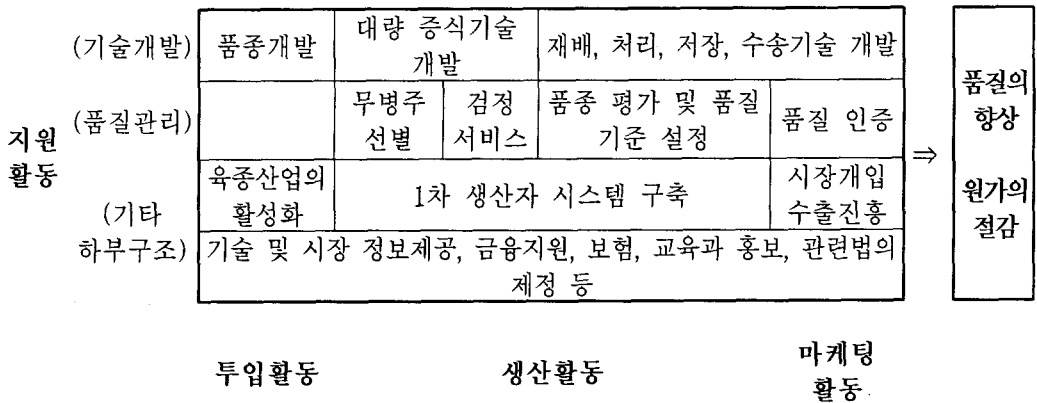 (기술개발) 품종개발 대량 증식기술 개발 재배, 처리, 저장, 수송기술 개발
지원 활동
(품질관리) 무병주 선별 검정 서비스 품종 평가 및 품질 기준 설정 품질 인증
(기타 하부구조) 육종산업의 활성화 1차 생산자 시스템 구축 시장개입 수출진흥
기술 및 시장 정보제공, 금융지원, 보험, 교육과 홍보, 관련법의
제정 등
⇒
품질의
향상
원가의
절감
투입활동 생산활동 마케팅 활동